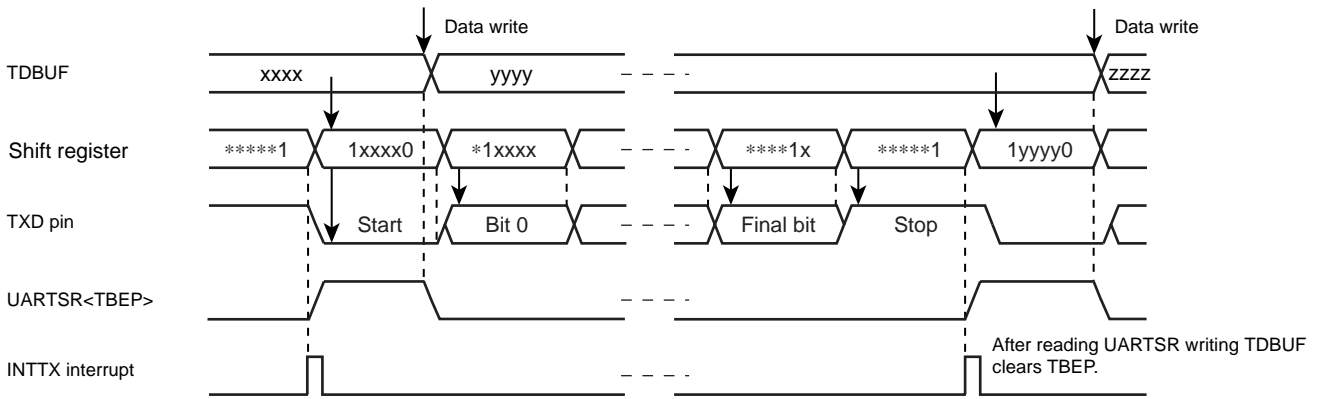 Data write Data write
TDBUF xxxx yyyy zzzz
Shift register *****1 1xxxx0 *1xxxx ****1x *****1 1yyyy0
TXD pin Start Bit 0 Final bit Stop
UARTSR<TBEP>
After reading UARTSR writing TDBUF
INTTX interrupt clears TBEP.